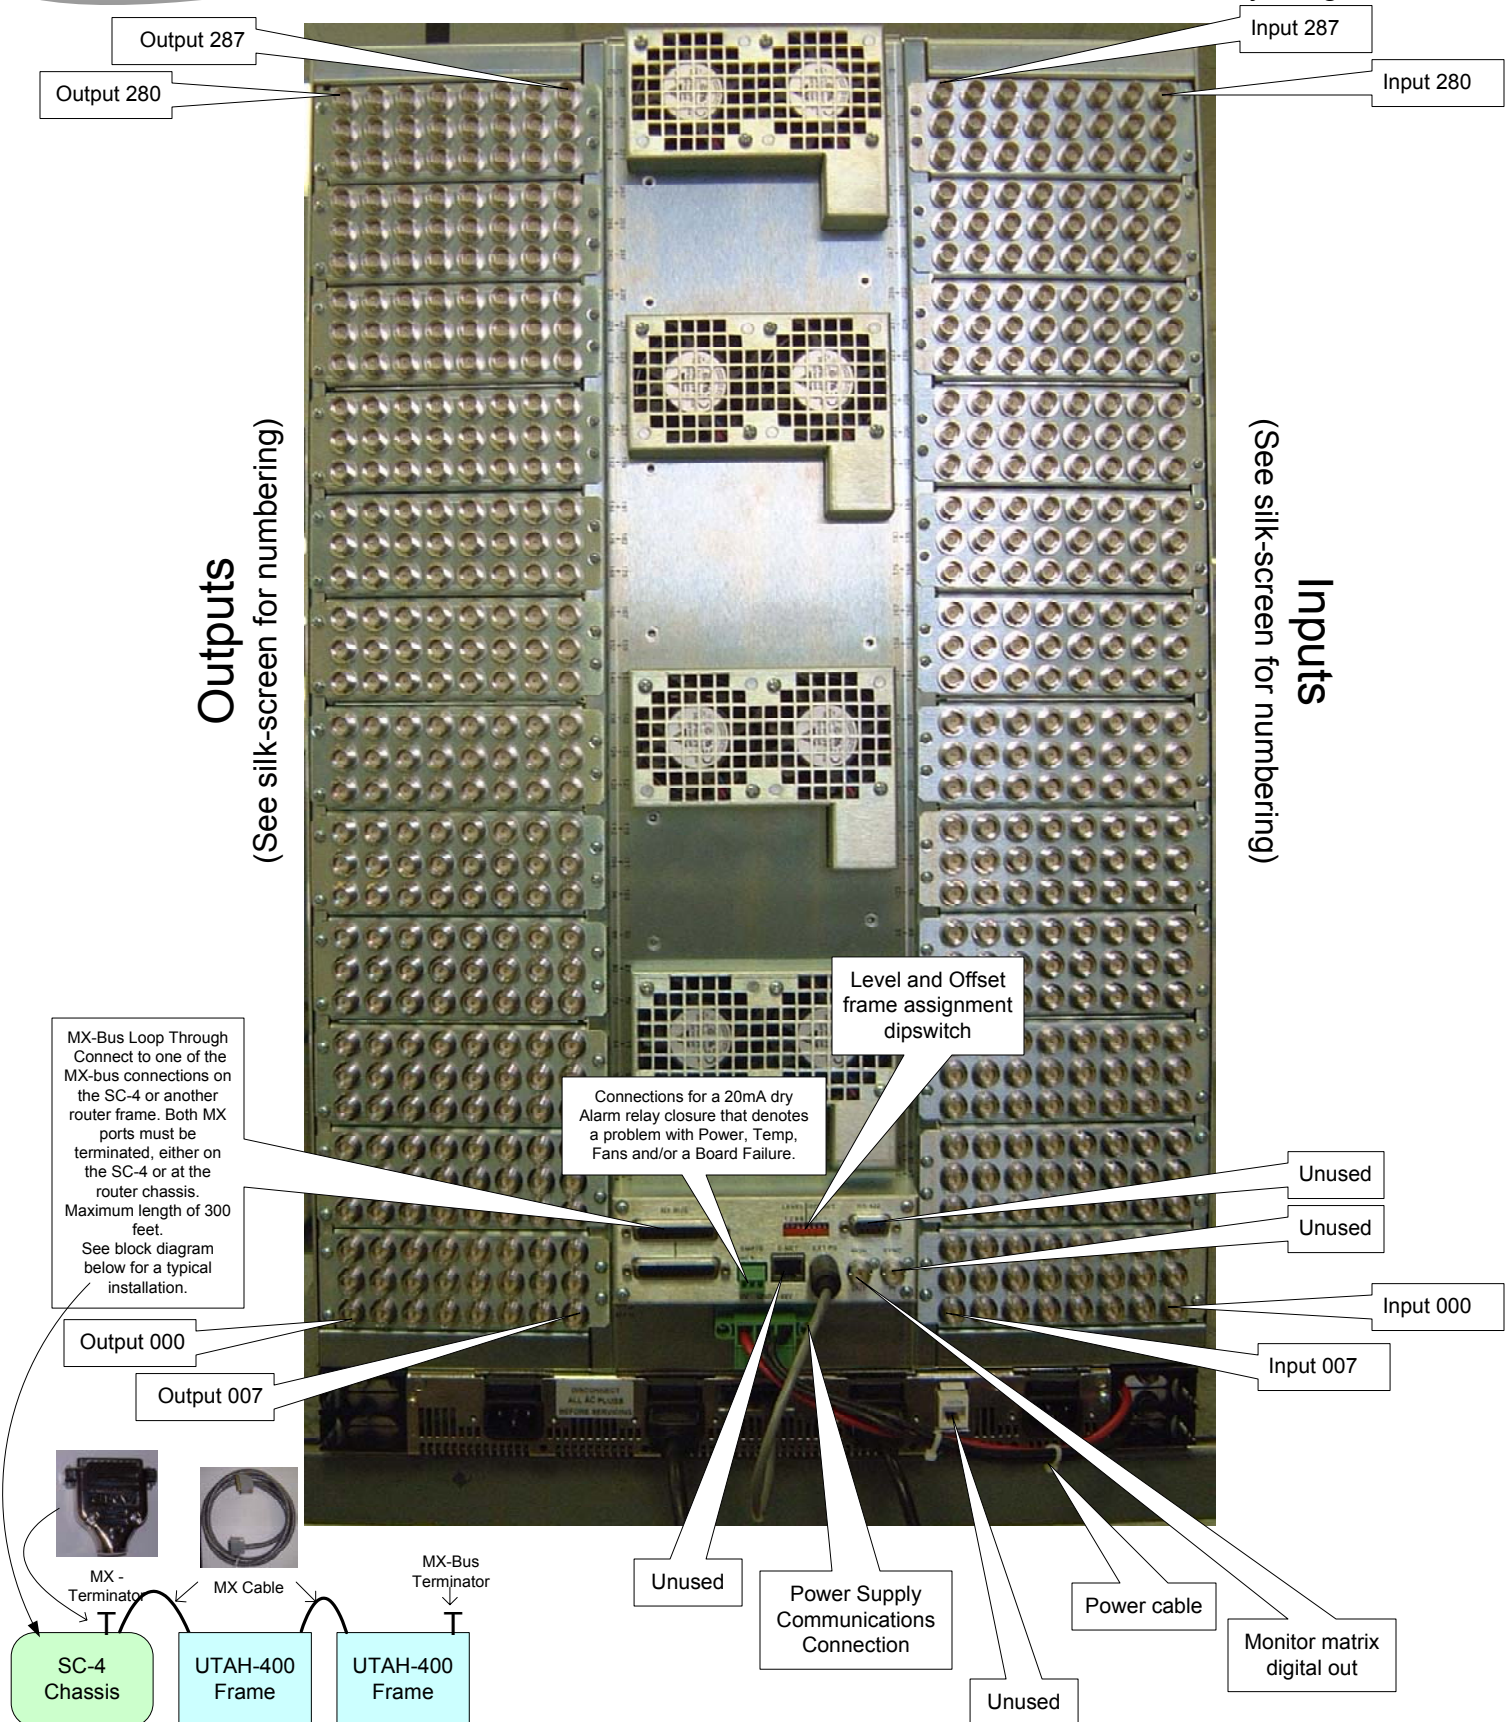 Output 287
Input 287
Output 280
Input 280
Outputs
(See silk-screen for numbering)
Inputs
(See silk-screen for numbering)
Level and Offset
frame assignment
dipswitch
MX-Bus Loop Through
Connect to one of the
MX-bus connections on
the SC-4 or another
router frame. Both MX
ports must be
terminated, either on
the SC-4 or at the
router chassis.
Maximum length of 300
feet.
See block diagram
below for a typical
installation.
Connections for a 20mA dry
Alarm relay closure that denotes
a problem with Power, Temp,
Fans and/or a Board Failure.
Unused
Unused
MX BUS
Output 000
Input 000
Output 007
Input 007
DISCONNECT
ALL AC PLUGS
BEFORE SERVICING
MX -
Terminator
MX Cable
MX-Bus
Terminator
Unused
Power Supply
Communications
Connection
Unused
Power cable
Monitor matrix
digital out
SC-4
Chassis
UTAH-400
Frame
UTAH-400
Frame